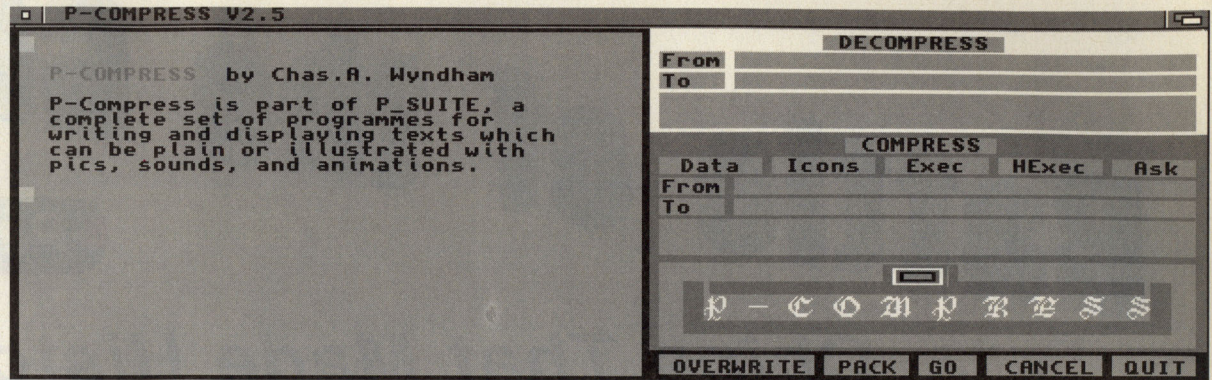 P-COMPRESS V2.5
P-COMPRESS by Chas.A. Wyndham
P-Compress is part of P_SUITE, a
complete set of programmes for
writing and displaying texts which
can be plain or illustrated with
pics, sounds, and animations.
DECOMPRESS
From
To
COMPRESS
Data Icons Exec HExec Ask
From
To
P - C O M P R E S S
OVERWRITE PACK GO CANCEL QUIT